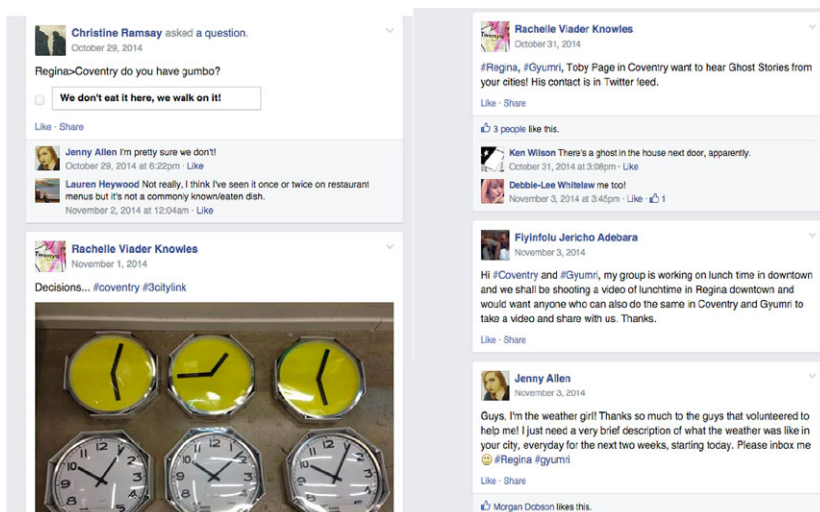 Christine Ramsay asked a question.
October 29, 2014
Regina>Coventry do you have gumbo?
We don't eat it here, we walk on it!
Like · Share
Jenny Allen I'm pretty sure we don't!
October 29, 2014 at 6:22pm · Like
Lauren Heywood Not really, I think I've seen it once or twice on restaurant
menus but it's not a commonly known/eaten dish.
November 2, 2014 at 12:04am · Like
Rachelle Viader Knowles
November 1, 2014
Decisions... #coventry #3citylink
Rachelle Viader Knowles
October 31, 2014
#Regina, #Gyumri, Toby Page in Coventry want to hear Ghost Stories from
your cities! His contact is in Twitter feed.
Like · Share
3 people like this.
Ken Wilson There's a ghost in the house next door, apparently.
October 31, 2014 at 3:08pm · Like
Debbie-Lee Whitelaw me too!
November 3, 2014 at 3:45pm · Like · 1
Fiyinfolu Jericho Adebara
November 3, 2014
Hi #Coventry and #Gyumri, my group is working on lunch time in downtown
and we shall be shooting a video of lunchtime in Regina downtown and
would want anyone who can also do the same in Coventry and Gyumri to
take a video and share with us. Thanks.
Like · Share
Jenny Allen
November 3, 2014
Guys, I'm the weather girl! Thanks so much to the guys that volunteered to
help me! I just need a very brief description of what the weather was like in
your city, everyday for the next two weeks, starting today. Please inbox me
#Regina #gyumri
Like · Share
Morgan Dobson likes this.